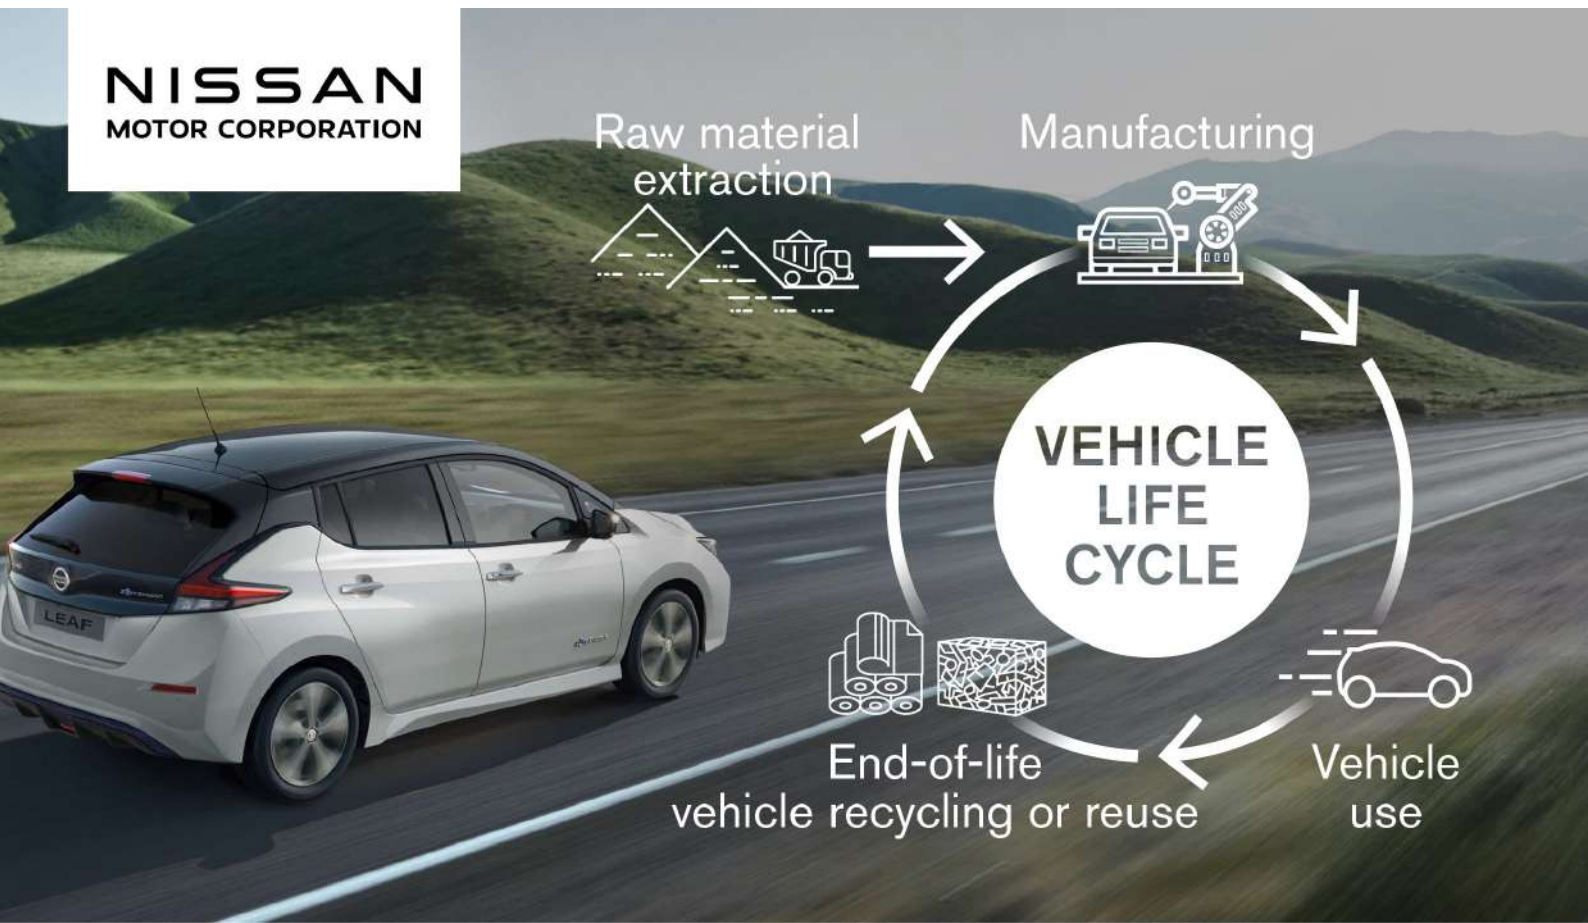 NISSAN
MOTOR CORPORATION
Raw material
extraction
Manufacturing
VEHICLE
LIFE
CYCLE
LEAF
End-of-life
vehicle recycling or reuse
Vehicle
use